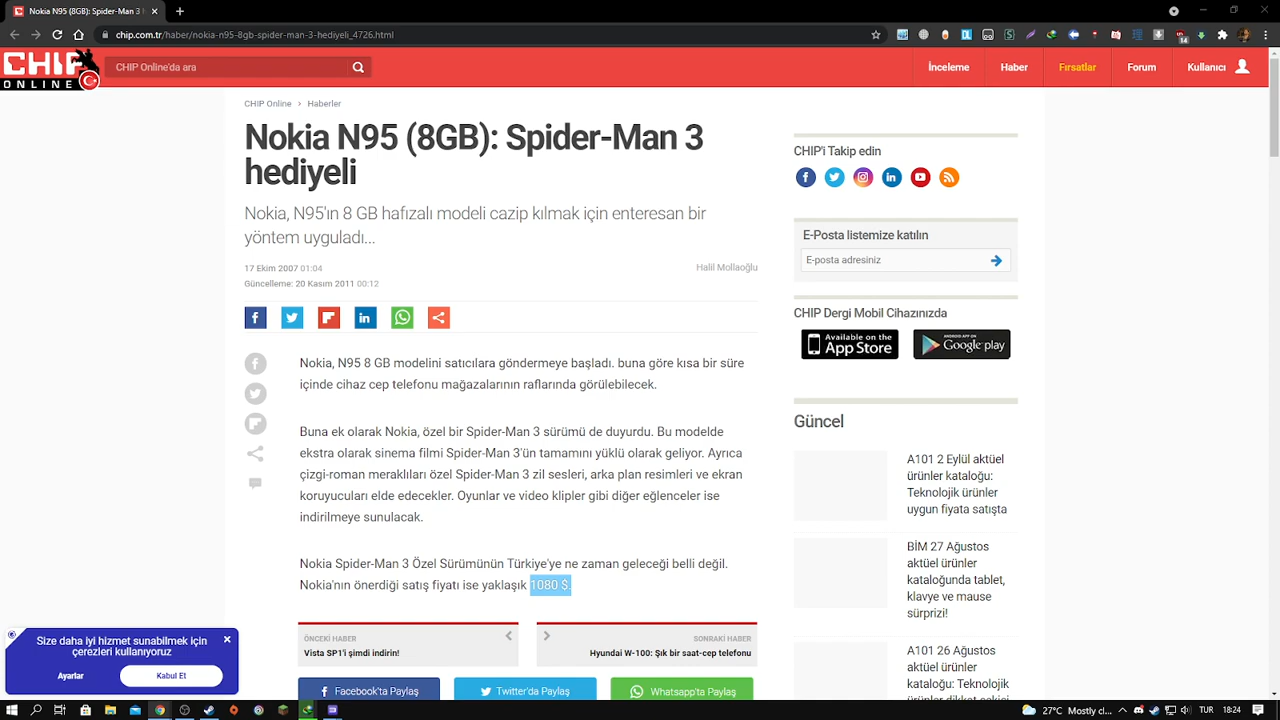 Nokia N95 (8GB): Spider-Man 3 h
chip.com.tr/haber/nokia-n95-8gb-spider-man-3-hediyeli_4726.html
CHIP
ONLINE
CHIP Online'da ara
İnceleme
Haber
Fırsatlar
Forum
Kullanıcı
CHIP Online > Haberler
Nokia N95 (8GB): Spider-Man 3
hediyeli
Nokia, N95'ın 8 GB hafızalı modeli cazip kılmak için enteresan bir
yöntem uyguladı...
17 Ekim 2007 01:04
Halil Mollaoğlu
Güncelleme: 20 Kasım 2011 00:12
Nokia, N95 8 GB modelini satıcılara göndermeye başladı. buna göre kısa bir süre
içinde cihaz cep telefonu mağazalarının raflarında görülebilecek.
Buna ek olarak Nokia, özel bir Spider-Man 3 sürümü de duyurdu. Bu modelde
ekstra olarak sinema filmi Spider-Man 3'ün tamamını yüklü olarak geliyor. Ayrıca
çizgi-roman meraklıları özel Spider-Man 3 zil sesleri, arka plan resimleri ve ekran
koruyucuları elde edecekler. Oyunlar ve video klipler gibi diğer eğlenceler ise
indirilmeye sunulacak.
Nokia Spider-Man 3 Özel Sürümünün Türkiye'ye ne zaman geleceği belli değil.
Nokia'nın önerdiği satış fiyatı ise yaklaşık 1080 $.
ÖNCEKİ HABER
Vista SP1'i şimdi indirin!
SONRAKİ HABER
Hyundai W-100: Şık bir saat-cep telefonu
Facebook'ta Paylaş
Twitter'da Paylaş
Whatsapp'ta Paylaş
CHIP'i Takip edin
E-Posta listemize katılın
E-posta adresiniz
CHIP Dergi Mobil Cihazınızda
Available on the
App Store
ANDROID APP ON
Google play
Güncel
A101 2 Eylül aktüel
ürünler kataloğu:
Teknolojik ürünler
uygun fiyata satışta
BİM 27 Ağustos
aktüel ürünler
kataloğunda tablet,
klavye ve mause
sürprizi!
A101 26 Ağustos
aktüel ürünler
kataloğu: Teknolojik
ürünlerin dikkat çekici
Size daha iyi hizmet sunabilmek için
çerezleri kullanıyoruz
Ayarlar
Kabul Et
27°C Mostly cl...
TUR
18:24